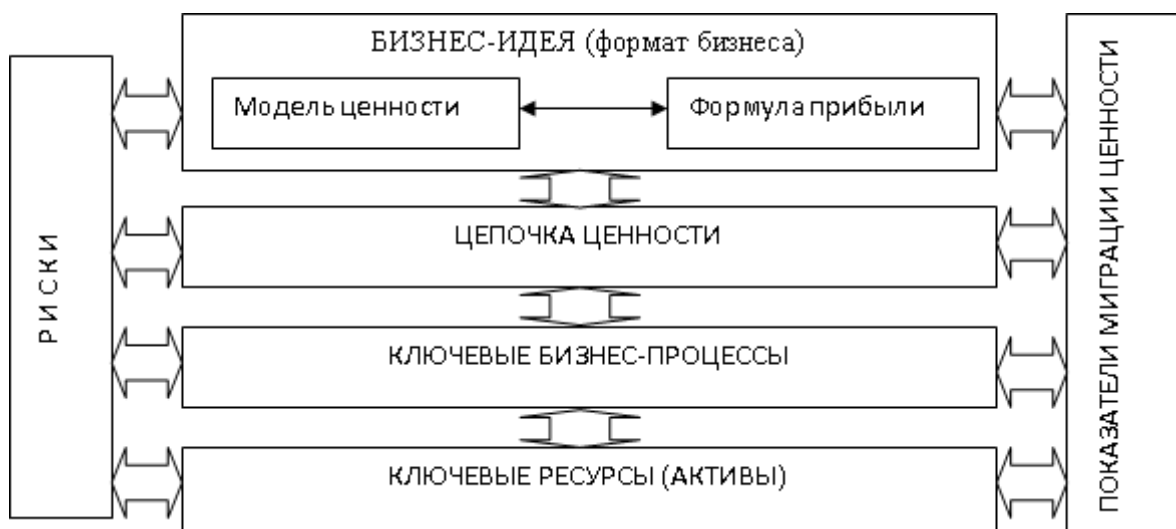 БИЗНЕС-ИДЕЯ (формат бизнеса)
Модель ценности
Формула прибыли
ЦЕПОЧКА ЦЕННОСТИ
КЛЮЧЕВЫЕ БИЗНЕС-ПРОЦЕССЫ
КЛЮЧЕВЫЕ РЕСУРСЫ (АКТИВЫ)
Р И С К И
ПОКАЗАТЕЛИ МИГРАЦИИ ЦЕННОСТИ